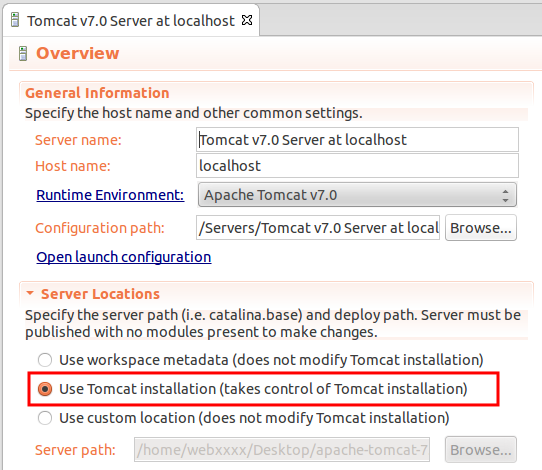 Tomcat v7.0 Server at localhost
Overview
General Information
Specify the host name and other common settings.
Server name: Tomcat v7.0 Server at localhost
Host name: localhost
Runtime Environment: Apache Tomcat v7.0
Configuration path: /Servers/Tomcat v7.0 Server at local Browse...
Open launch configuration
Server Locations
Specify the server path (i.e. catalina.base) and deploy path. Server must be
published with no modules present to make changes.
Use workspace metadata (does not modify Tomcat installation)
Use Tomcat installation (takes control of Tomcat installation)
Use custom location (does not modify Tomcat installation)
Server path: /home/webxxxx/Desktop/apache-tomcat-7 Browse...